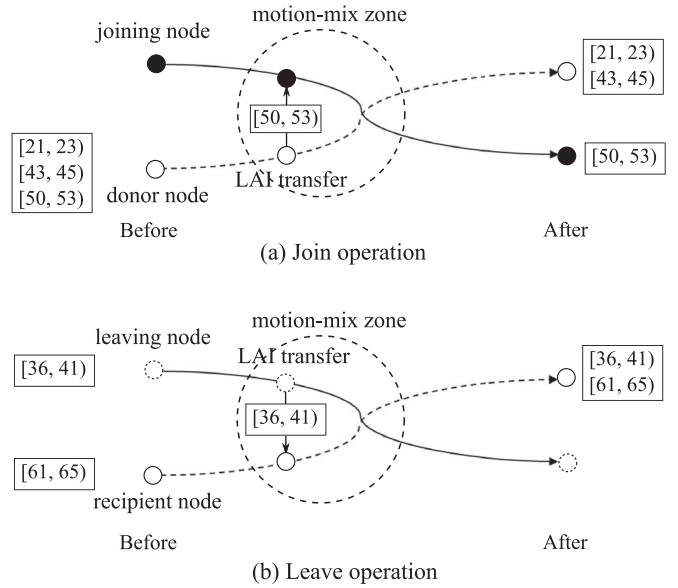 motion-mix zone
joining node
[21, 23)
[43, 45)
[50, 53)
[21, 23)
[43, 45)
[50, 53)
[50, 53)
donor node
LAI transfer
Before
After
(a) Join operation
motion-mix zone
leaving node
LAI transfer
[36, 41)
[36, 41)
[61, 65)
[36, 41)
[61, 65)
recipient node
Before
After
(b) Leave operation